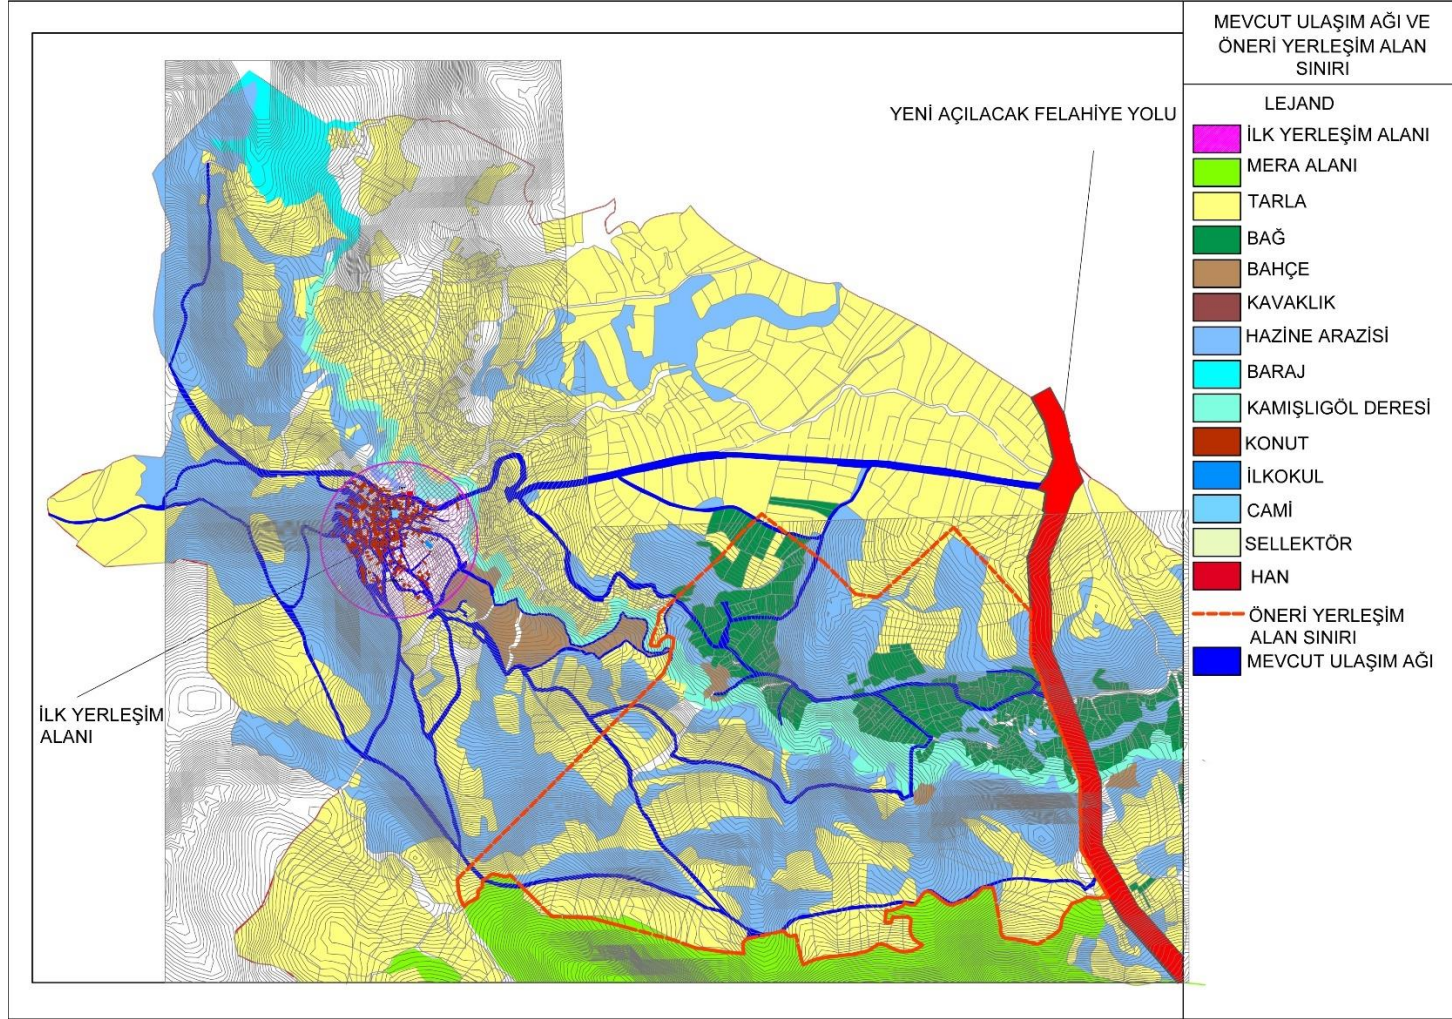 MEVCUT ULAŞIM AĞI VE
ÖNERİ YERLEŞİM ALAN
SINIRI
LEJAND
İLK YERLEŞİM ALANI
MERA ALANI
TARLA
BAĞ
BAHÇE
KAVAKLIK
HAZİNE ARAZİSİ
BARAJ
KAMIŞLIGÖL DERESİ
KONUT
İLKOKUL
CAMİ
SELLEKTÖR
HAN
ÖNERİ YERLEŞİM
ALAN SINIRI
MEVCUT ULAŞIM AĞI
YENİ AÇILACAK FELAHİYE YOLU
İLK YERLEŞİM
ALANI